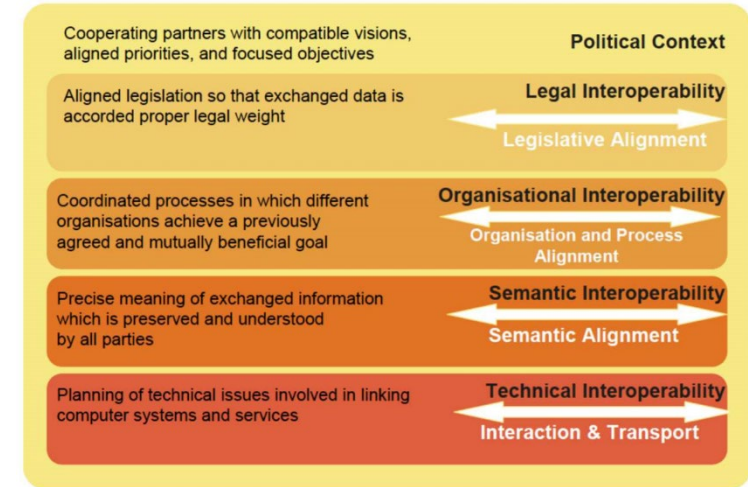 Cooperating partners with compatible visions,
aligned priorities, and focused objectives
Political Context
Aligned legislation so that exchanged data is
accorded proper legal weight
Legal Interoperability
Legislative Alignment
Coordinated processes in which different
organisations achieve a previously
agreed and mutually beneficial goal
Organisational Interoperability
Organisation and Process
Alignment
Precise meaning of exchanged information
which is preserved and understood
by all parties
Semantic Interoperability
Semantic Alignment
Planning of technical issues involved in linking
computer systems and services
Technical Interoperability
Interaction & Transport